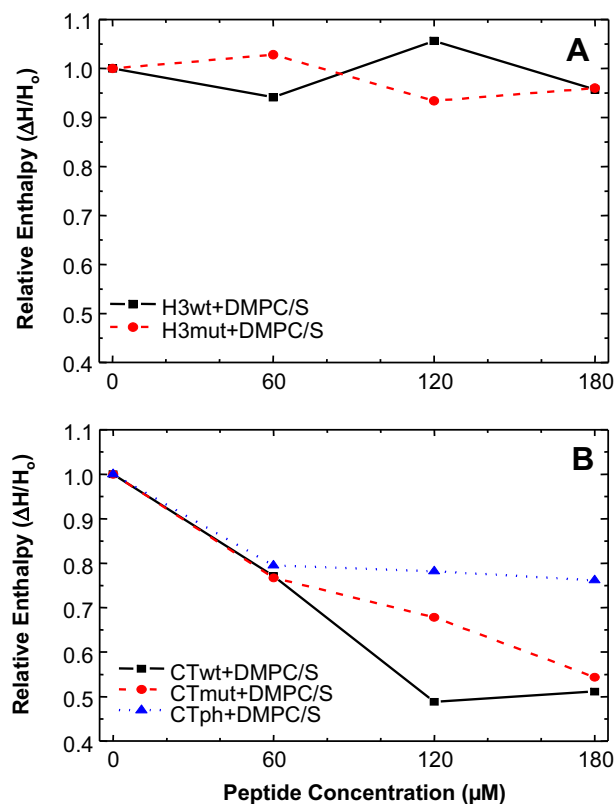 A
Relative Enthalpy (ΔH/Hₒ)
1.1
1.0
0.9
0.8
0.7
0.6
0.5
0.4
H3wt+DMPC/S
H3mut+DMPC/S
0 60 120 180
B
Relative Enthalpy (ΔH/Hₒ)
1.1
1.0
0.9
0.8
0.7
0.6
0.5
0.4
CTwt+DMPC/S
CTmut+DMPC/S
CTph+DMPC/S
0 60 120 180
Peptide Concentration (μM)